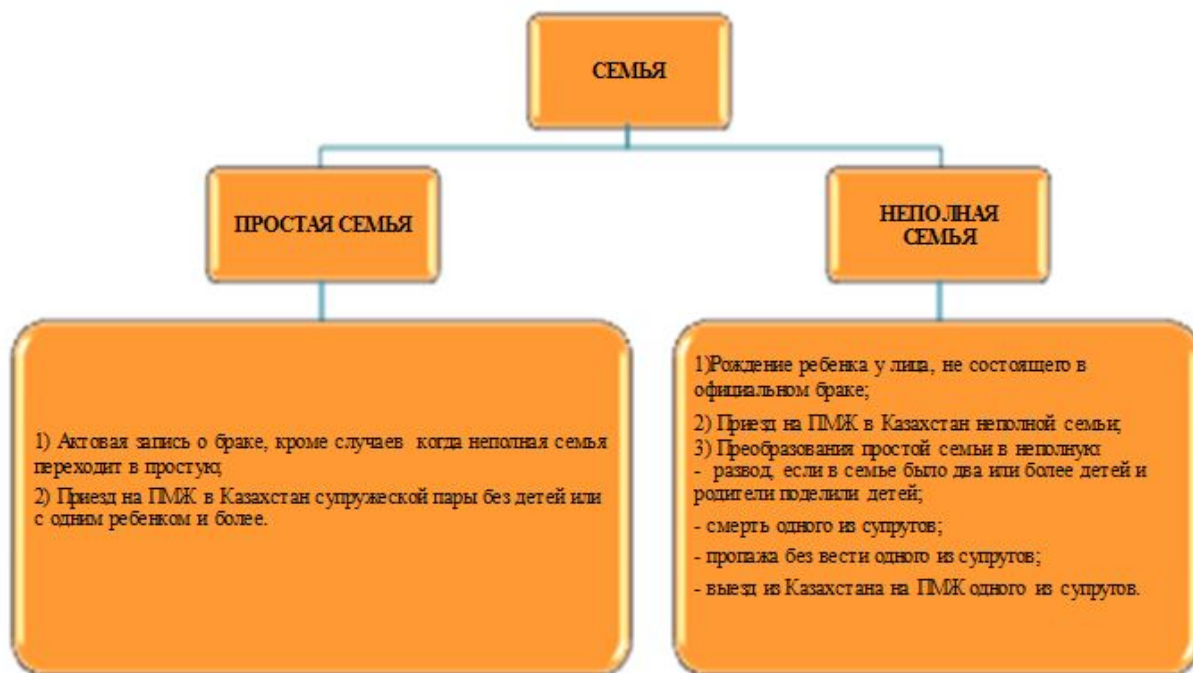 СЕМЬЯ
ПРОСТАЯ СЕМЬЯ
НЕПОЛНАЯ
СЕМЬЯ
1) Актовая запись о браке, кроме случаев когда неполная семья
переходит в простую;
2) Приезд на ПМЖ в Казахстан супружеской пары без детей или
с одним ребенком и более.
1)Рождение ребенка у лица, не состоящего в
официальном браке;
2) Приезд на ПМЖ в Казахстан неполной семьи;
3) Преобразования простой семьи в неполную:
- развод, если в семье было два или более детей и
родители поделили детей;
- смерть одного из супругов;
- пропажа без вести одного из супругов;
- выезд из Казахстана на ПМЖ одного из супругов.